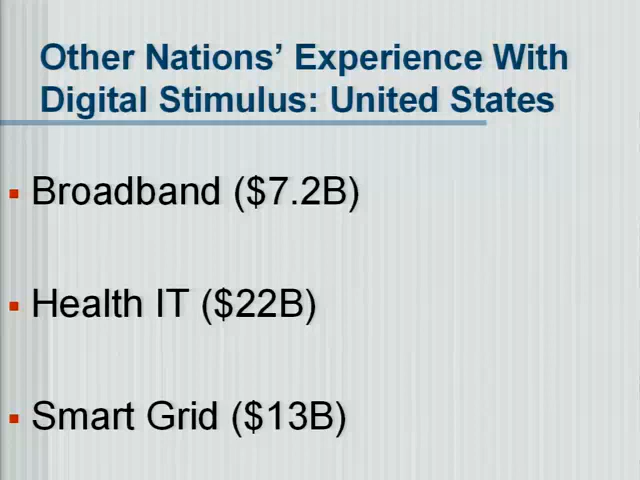 Other Nations’ Experience With
Digital Stimulus: United States
Broadband ($7.2B)
Health IT ($22B)
Smart Grid ($13B)